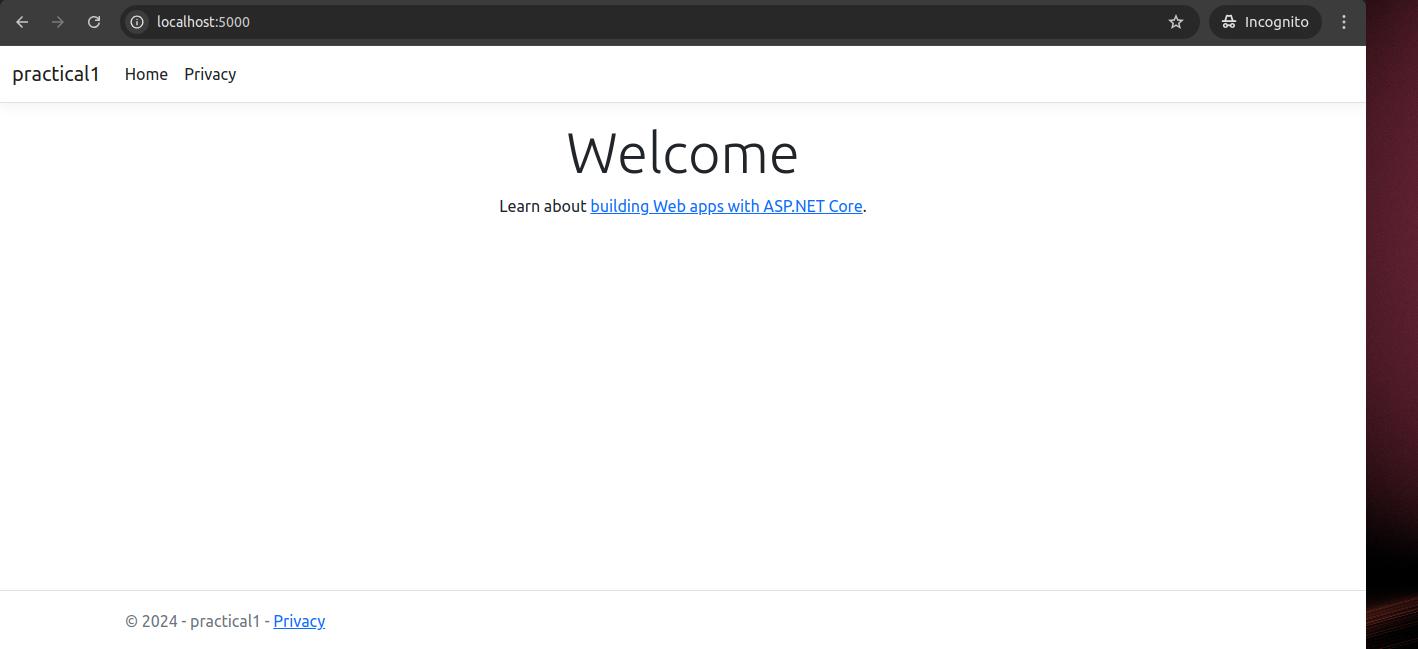 localhost:5000
Incognito
practical1 Home Privacy
Welcome
Learn about building Web apps with ASP.NET Core.
© 2024 - practical1 - Privacy